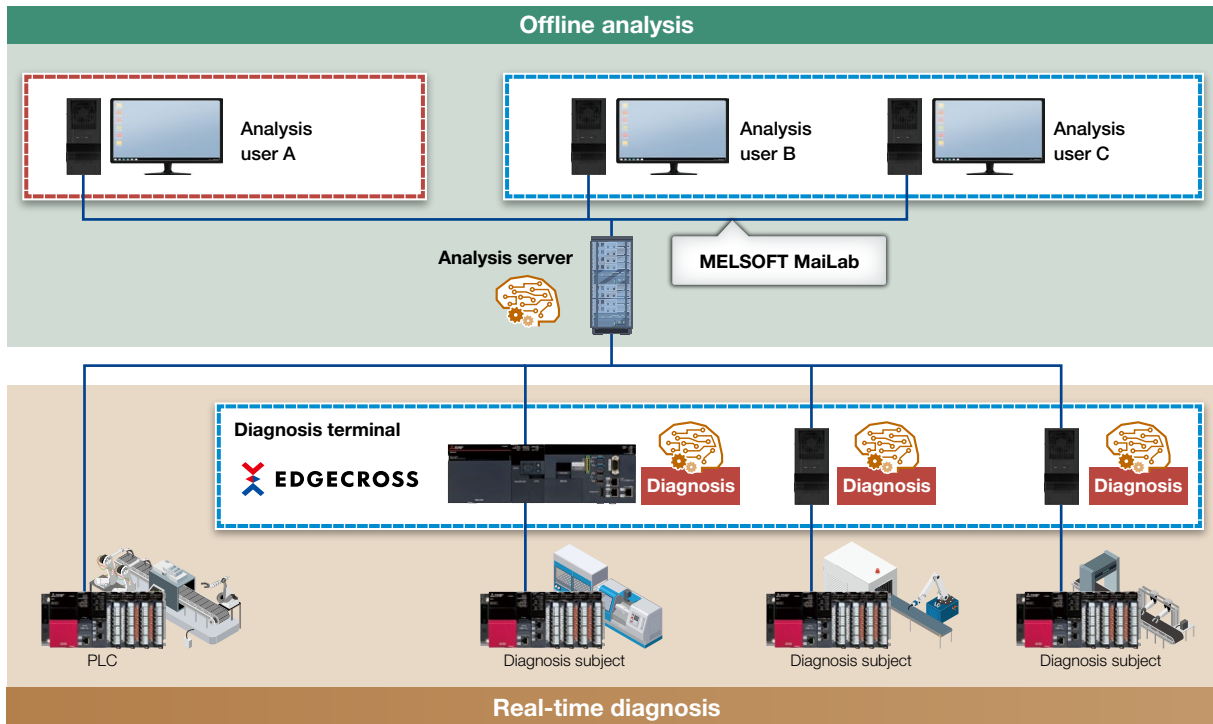 Offline analysis
Analysis
user A
Analysis
user B
Analysis
user C
Analysis server
MELSOFT MaiLab
Diagnosis terminal
EDGECROSS
Diagnosis
Diagnosis
Diagnosis
PLC
Diagnosis subject
Diagnosis subject
Diagnosis subject
Real-time diagnosis